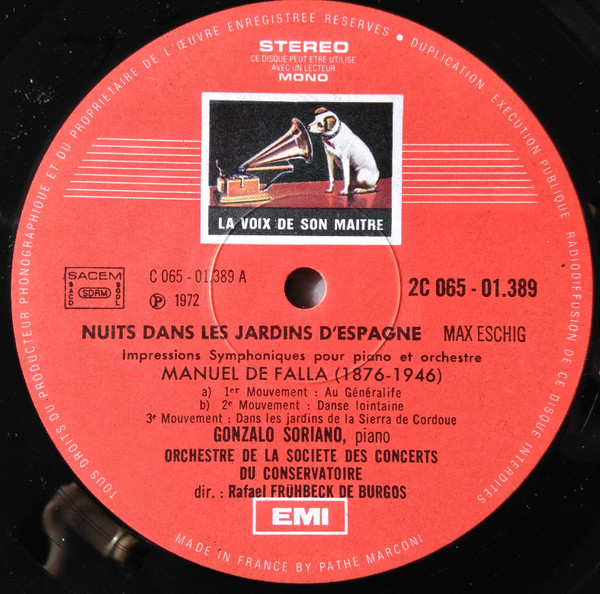 TOUS DROITS DU PRODUCTEUR PHONOGRAPHIQUE ET DU PROPRIETAIRE DE L'ŒUVRE ENREGISTREE RESERVES • DUPLICATION EXECUTION PUBLIQUE RADIODIFFUSION DE CE DISQUE INTERDITES
STEREO
CE DISQUE PEUT ETRE UTILISE
AVEC UN LECTEUR
MONO
LA VOIX DE SON MAITRE
SACEM
SACD
SDRM
SGDL
C 065 - 01.389 A
℗ 1972
2C 065 - 01.389
NUITS DANS LES JARDINS D'ESPAGNE MAX ESCHIG
Impressions Symphoniques pour piano et orchestre
MANUEL DE FALLA (1876-1946)
a) 1er Mouvement : Au Généralife
b) 2e Mouvement : Danse lointaine
3e Mouvement : Dans les jardins de la Sierra de Cordoue
GONZALO SORIANO, piano
ORCHESTRE DE LA SOCIETE DES CONCERTS
DU CONSERVATOIRE
dir. : Rafael FRÜHBECK DE BURGOS
EMI
MADE IN FRANCE BY PATHE MARCONI